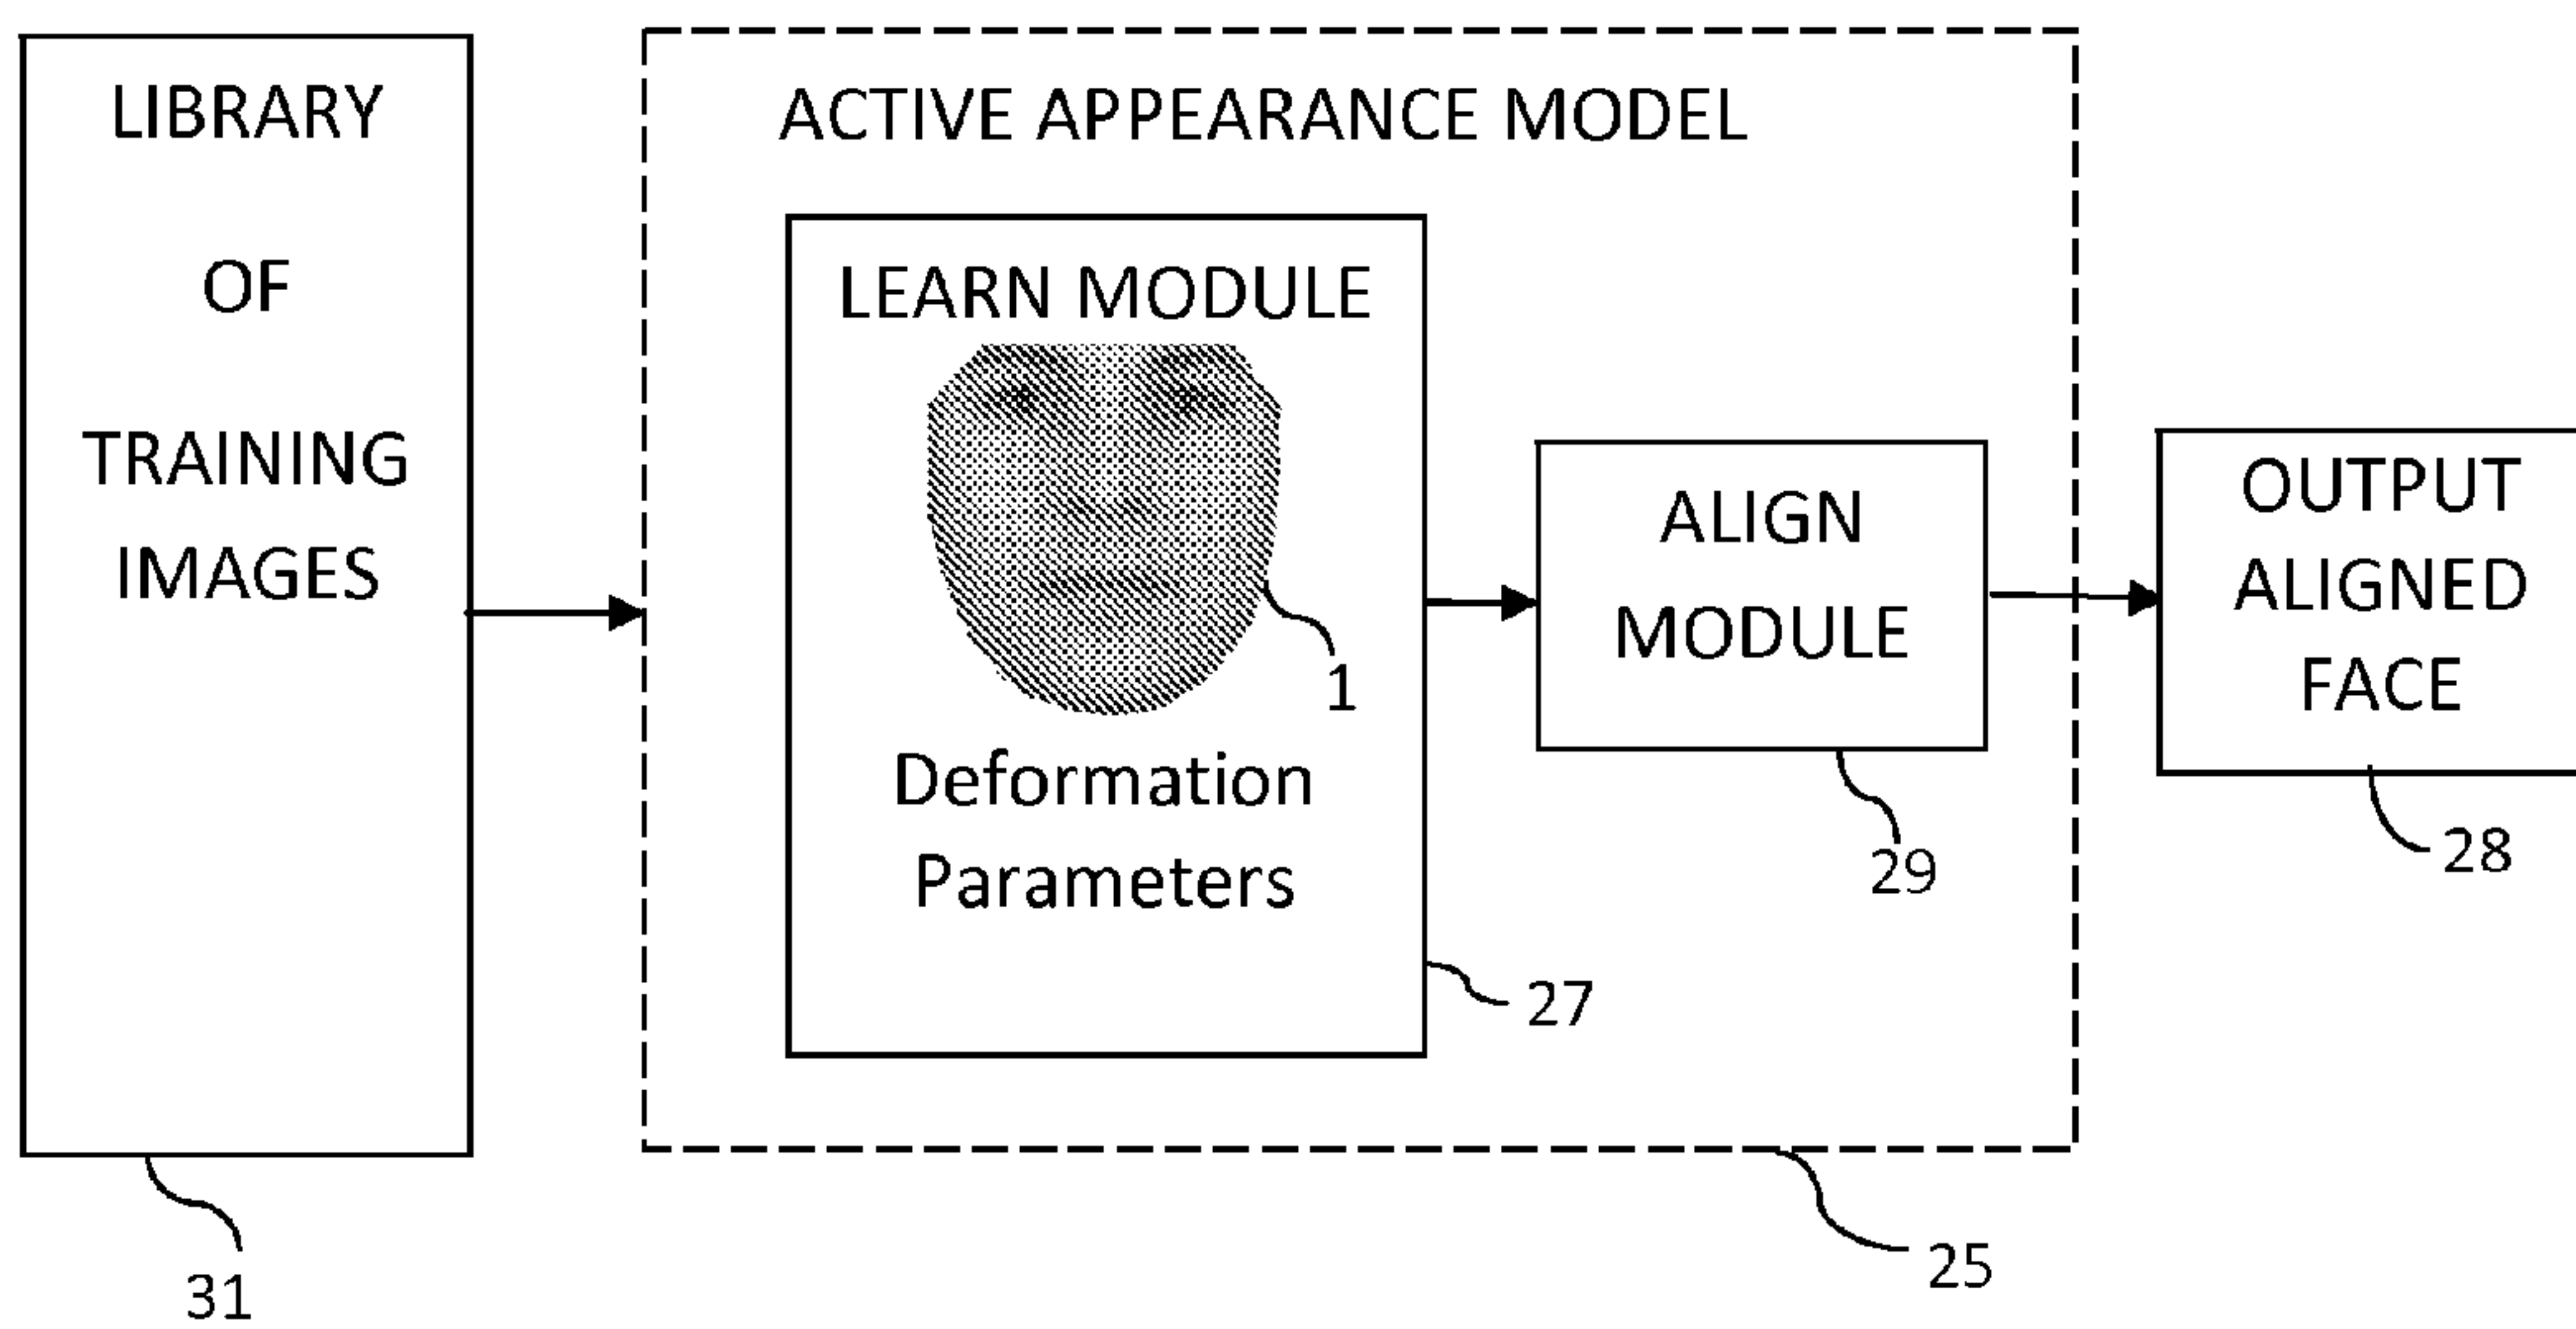 LIBRARY
OF
TRAINING
IMAGES
31
ACTIVE APPEARANCE MODEL
LEARN MODULE
1
Deformation
Parameters
27
ALIGN
MODULE
29
25
OUTPUT
ALIGNED
FACE
28